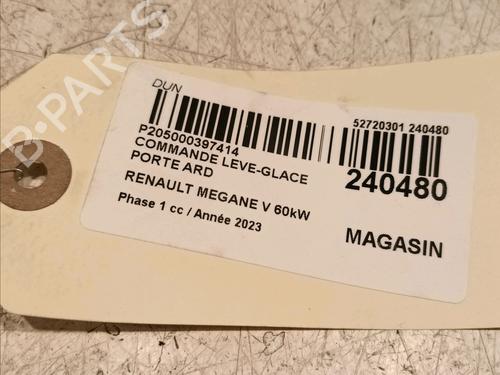 DUN
52720301 240480
P205000397414
COMMANDE LEVE-GLACE
PORTE ARD
240480
RENAULT MEGANE V 60kW
Phase 1 cc / Année 2023
MAGASIN
B-PARTS